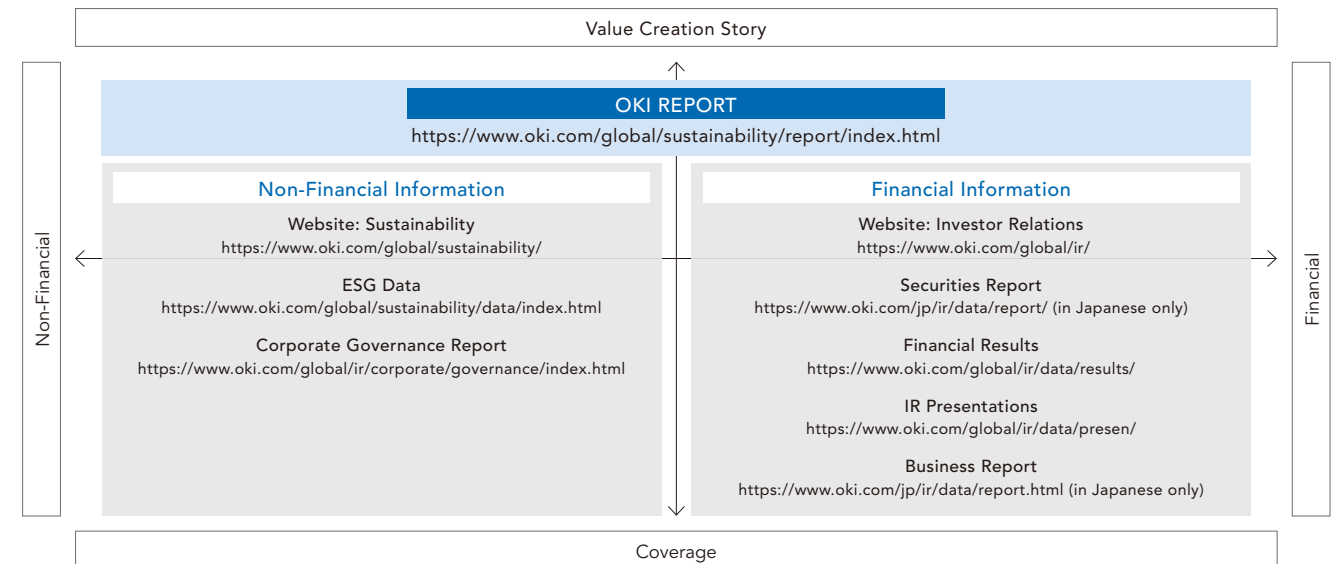 Value Creation Story
Non-Financial
OKI REPORT
https://www.oki.com/global/sustainability/report/index.html
Non-Financial Information
Website: Sustainability
https://www.oki.com/global/sustainability/
ESG Data
https://www.oki.com/global/sustainability/data/index.html
Corporate Governance Report
https://www.oki.com/global/ir/corporate/governance/index.html
Financial Information
Website: Investor Relations
https://www.oki.com/global/ir/
Securities Report
https://www.oki.com/jp/ir/data/report/ (in Japanese only)
Financial Results
https://www.oki.com/global/ir/data/results/
IR Presentations
https://www.oki.com/global/ir/data/presen/
Business Report
https://www.oki.com/jp/ir/data/report.html (in Japanese only)
Financial
Coverage